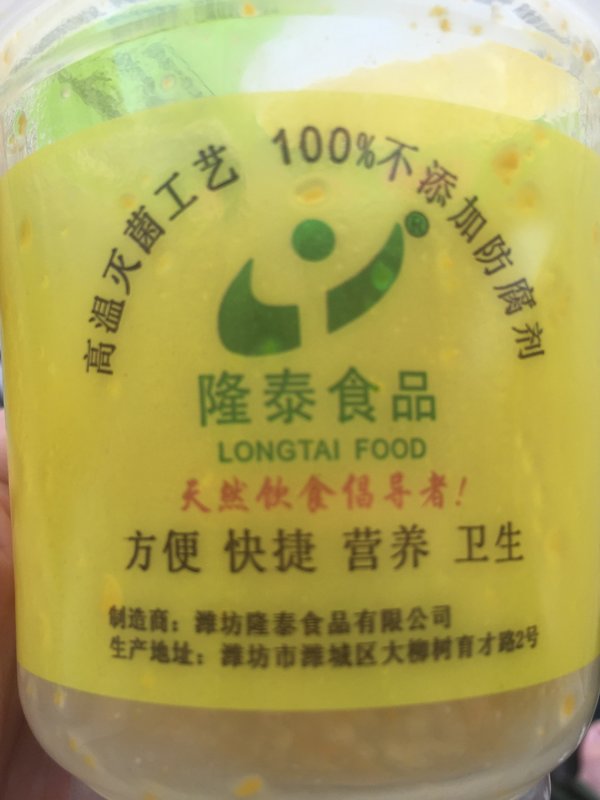 高温灭菌工艺 100%不添加防腐剂
®
隆泰食品
LONGTAI FOOD
天然饮食倡导者!
方便 快捷 营养 卫生
制造商：潍坊隆泰食品有限公司
生产地址：潍坊市潍城区大柳树育才路2号